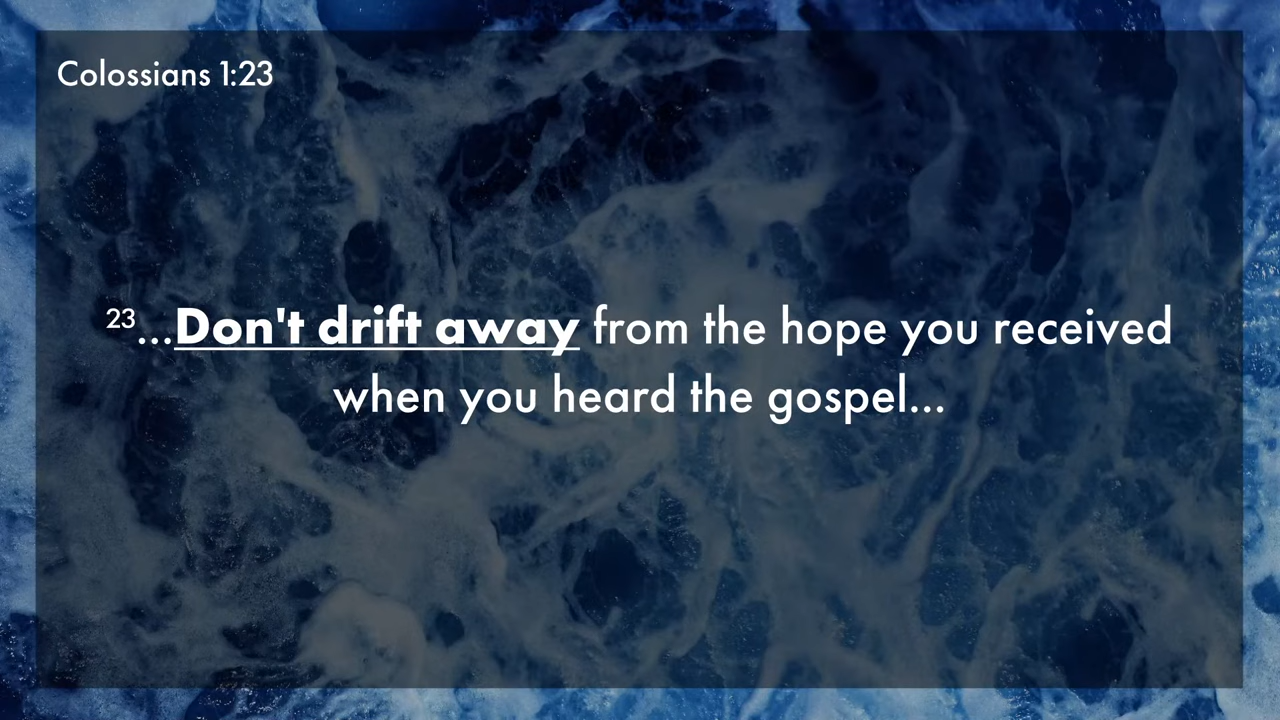 Colossians 1:23
23...Don't drift away from the hope you received
when you heard the gospel...